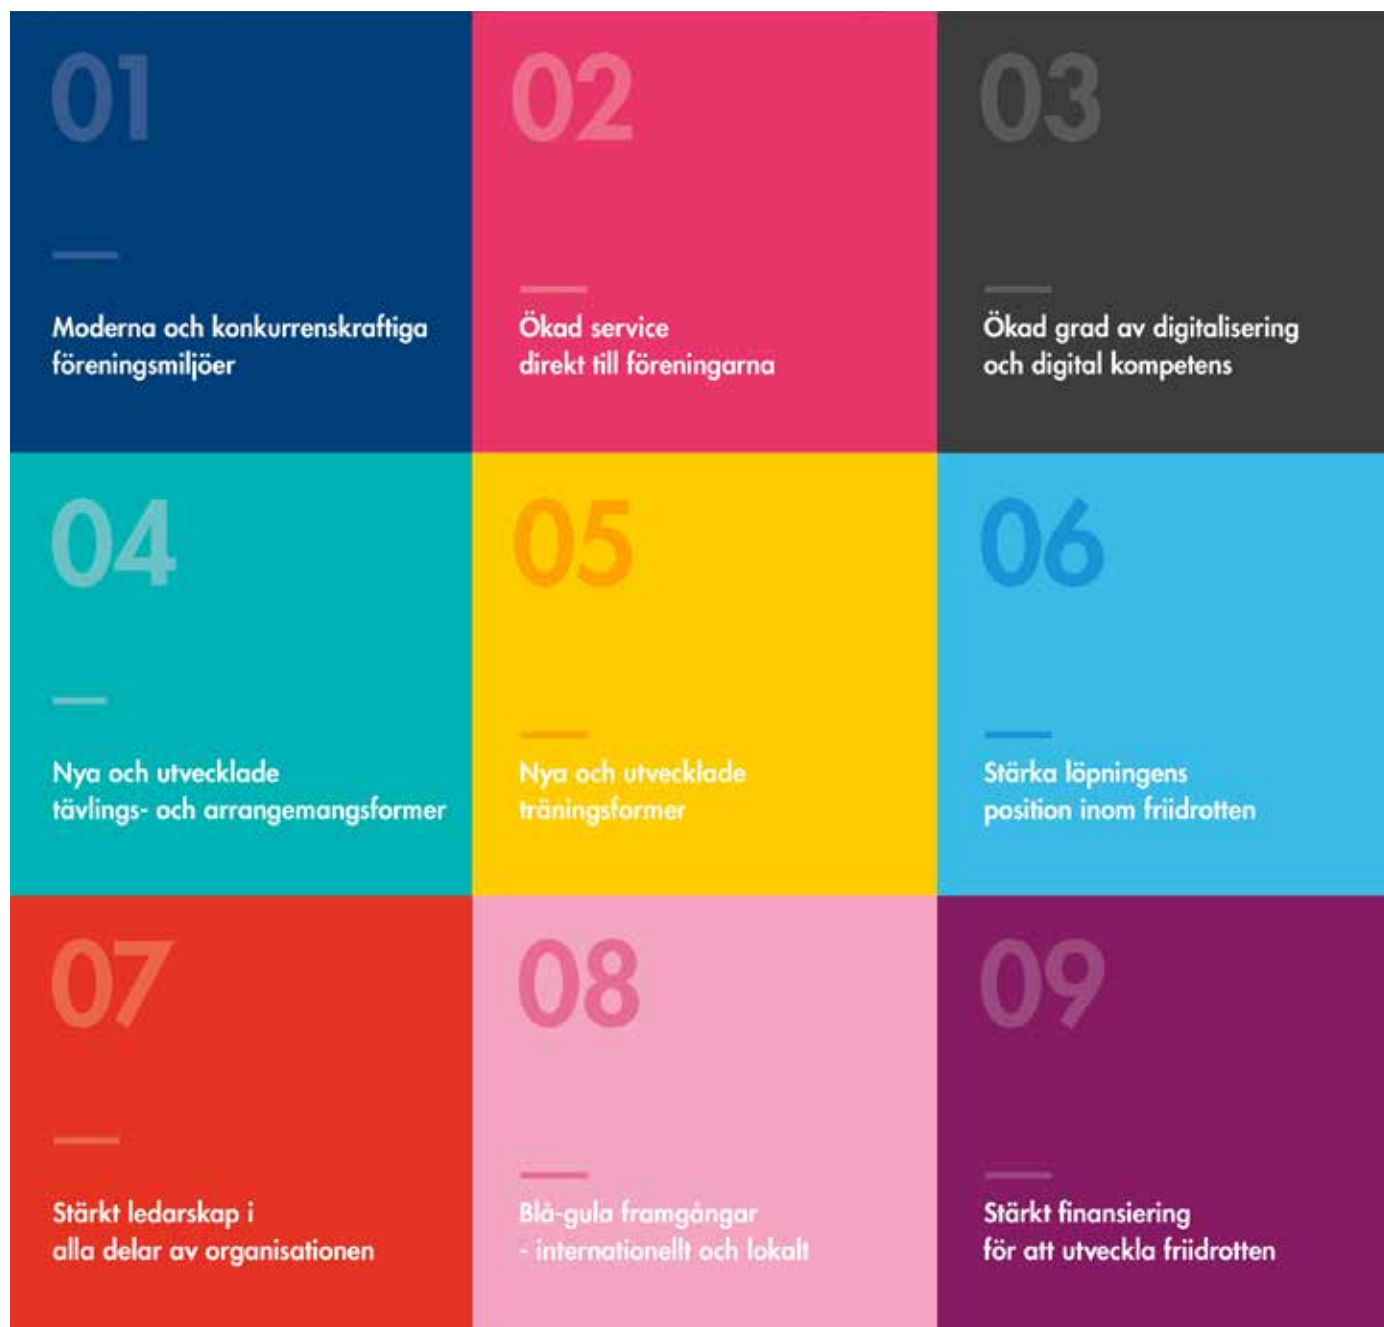 01
Moderna och konkurrenskraftiga
föreningsmiljöer
02
Ökad service
direkt till föreningarna
03
Ökad grad av digitalisering
och digital kompetens
04
Nya och utvecklade
tävlings- och arrangemangsformer
05
Nya och utvecklade
träningsformer
06
Stärka löpningens
position inom friidrotten
07
Stärkt ledarskap i
alla delar av organisationen
08
Blå-gula framgångar
- internationellt och lokalt
09
Stärkt finansiering
för att utveckla friidrotten